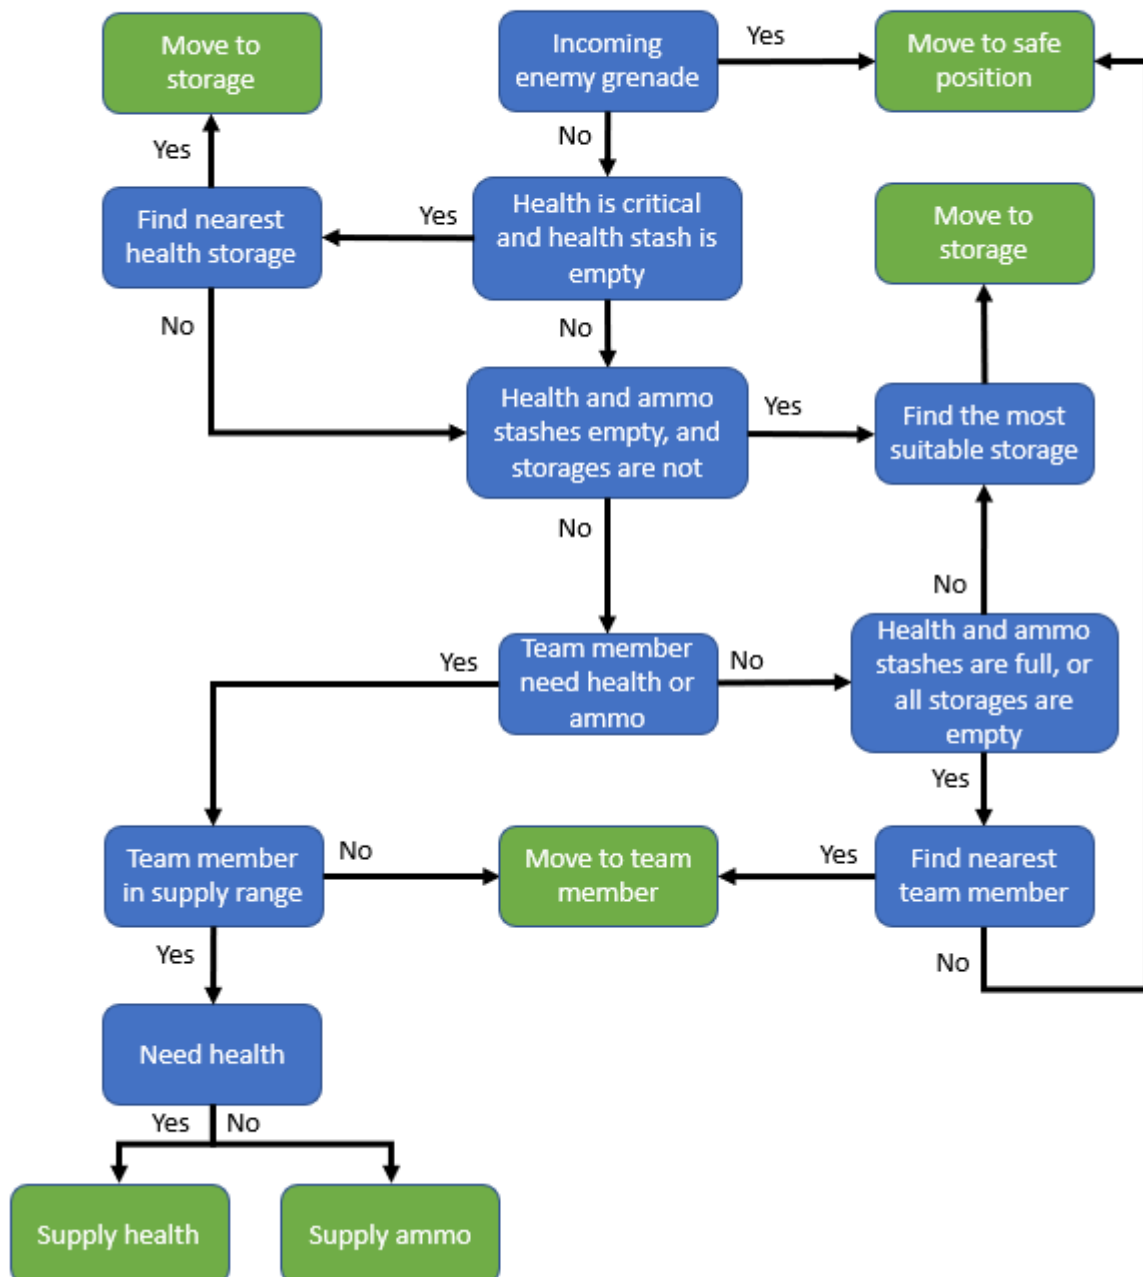 Move to
storage
Incoming
enemy grenade
Yes
Move to safe
position
No
Yes
Find nearest
health storage
Yes
Health is critical
and health stash is
empty
Move to
storage
No
No
Health and ammo
stashes empty, and
storages are not
Yes
Find the most
suitable storage
No
No
Yes
Team member
need health or
ammo
No
Health and ammo
stashes are full, or
all storages are
empty
Yes
Team member
in supply range
No
Move to team
member
Yes
Find nearest
team member
Yes
No
Need health
Yes
No
Supply health
Supply ammo